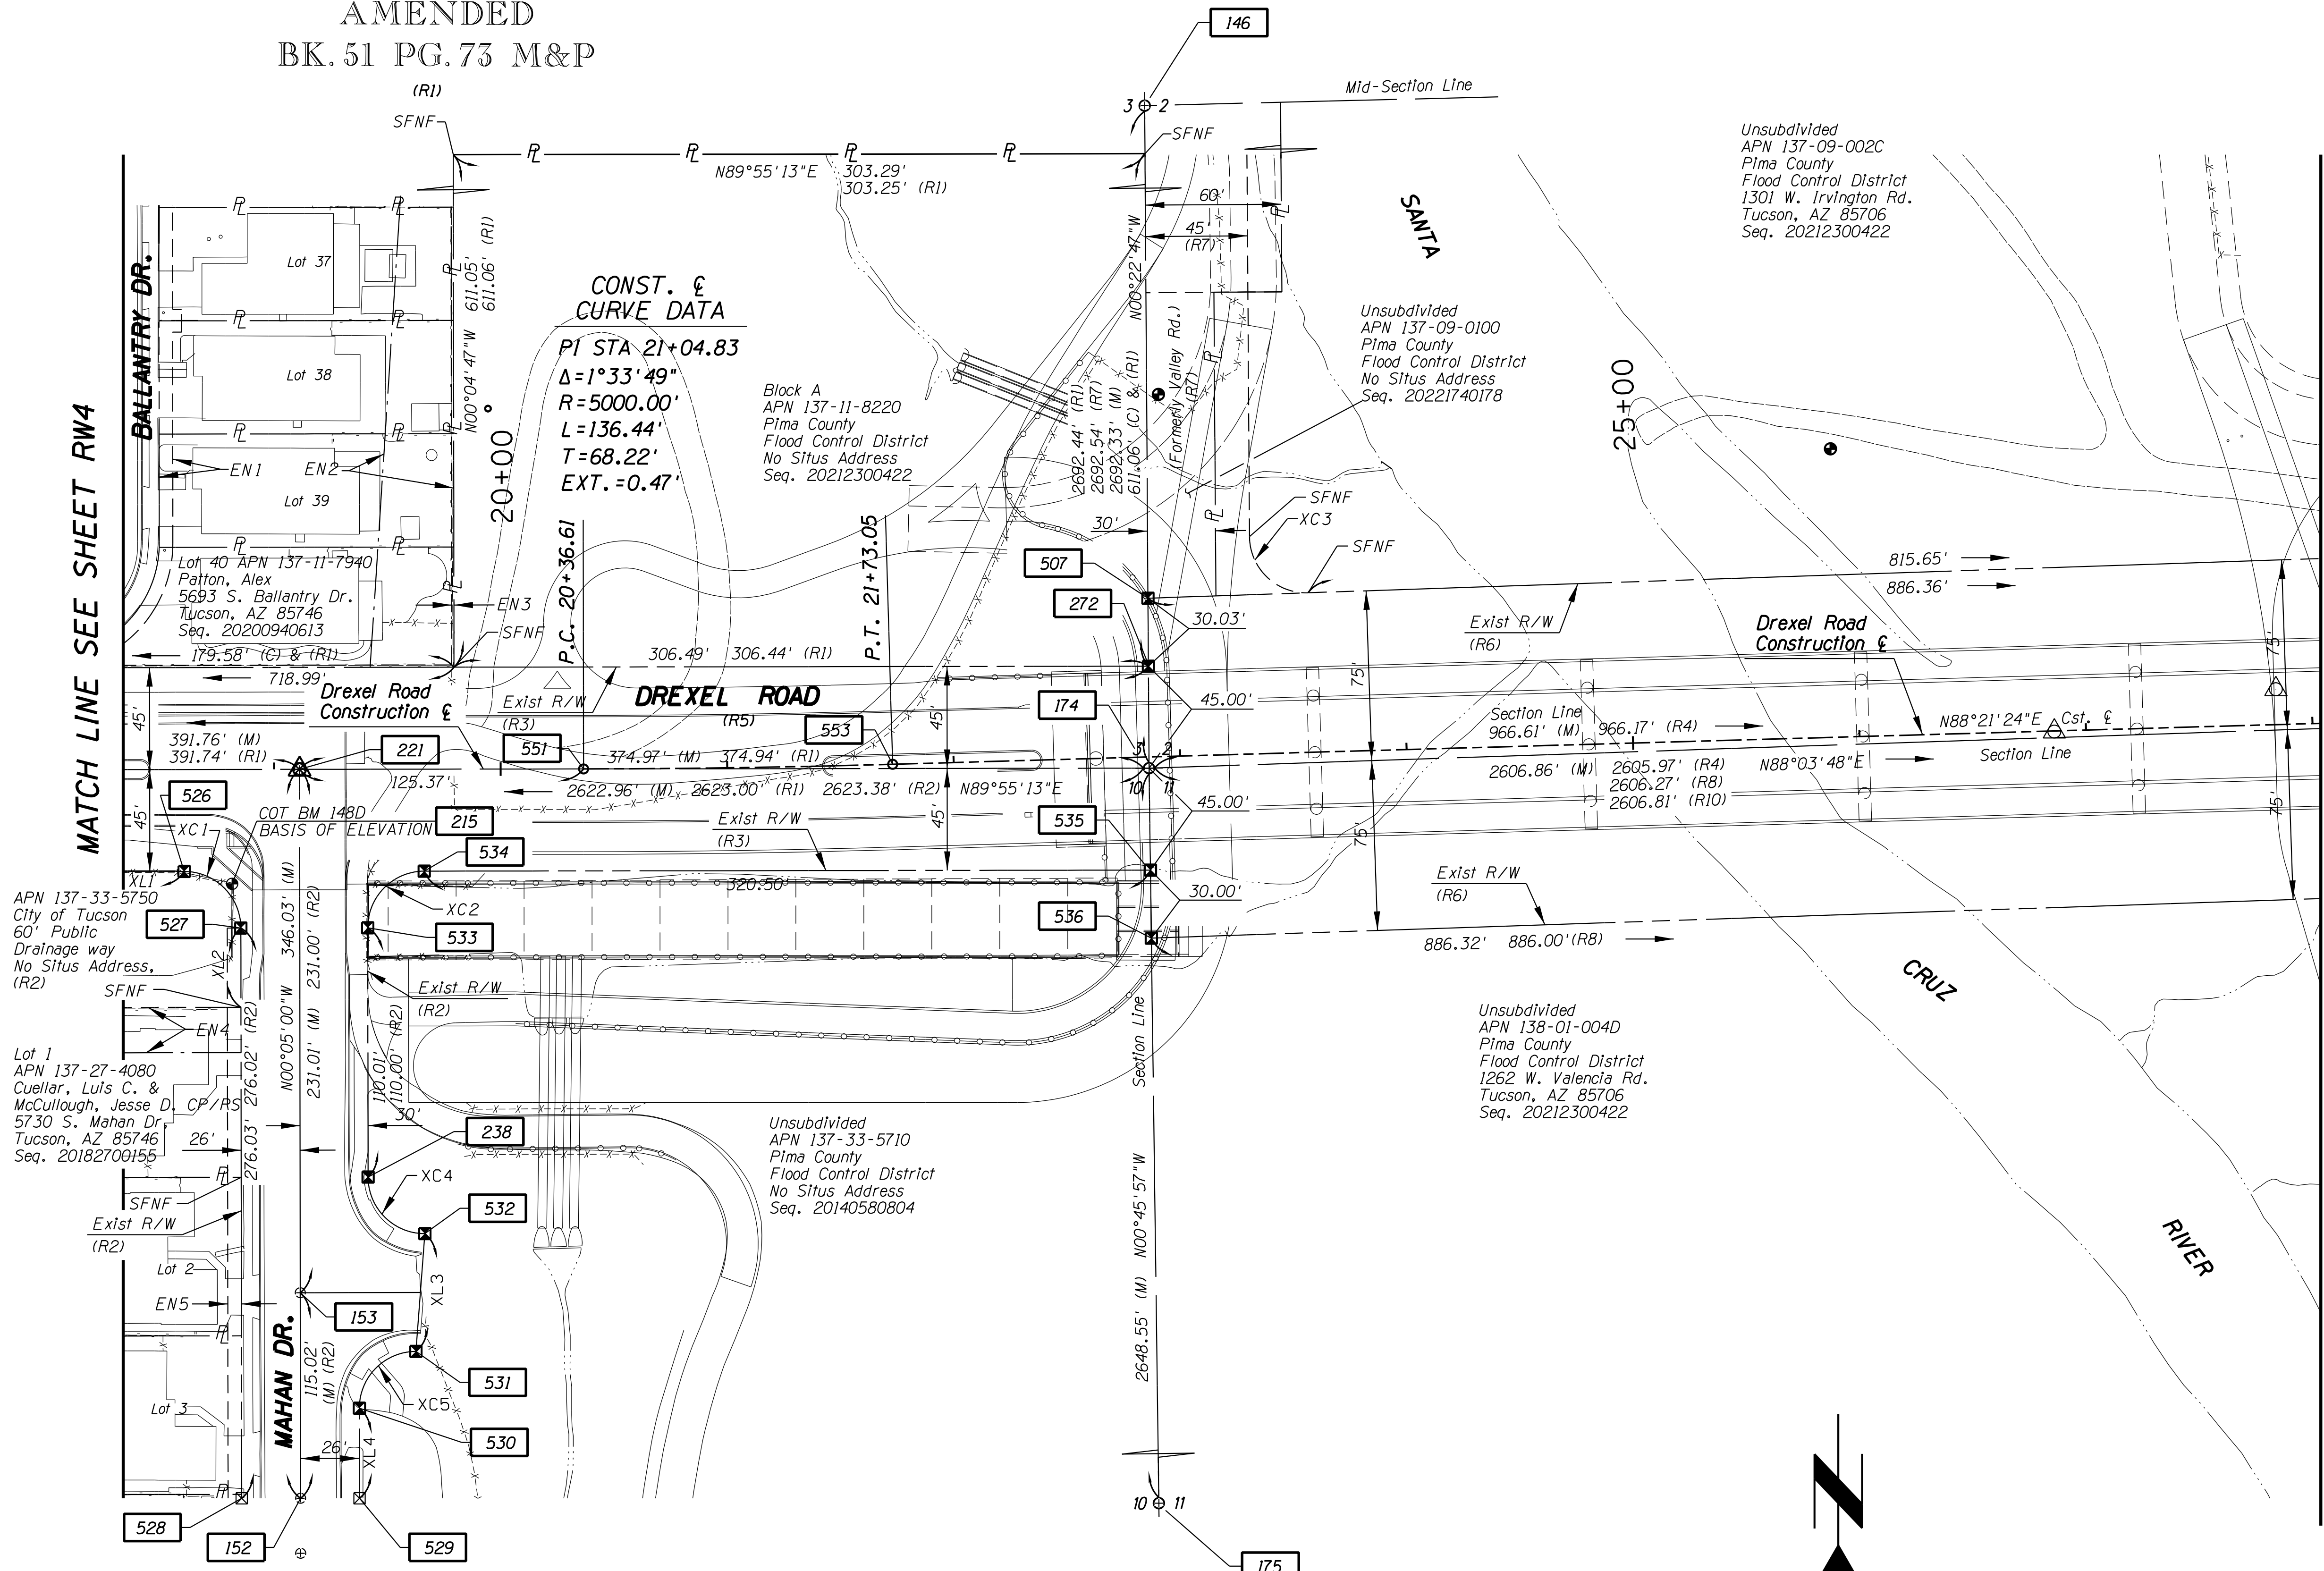 AMENDED
BK. 51 PG. 73 M&P
(R1)
SFNF
146
3 2
Mid-Section Line
SFNF
N89°55'13"E 303.29'
303.25' (R1)
60'
45'
(R7)
SANTA
Unsubdivided
APN 137-09-002C
Pima County
Flood Control District
1301 W. Irvington Rd.
Tucson, AZ 85706
Seq. 20212300422
MATCH LINE SEE SHEET RW4
BALLANTRY DR.
Lot 37
Lot 38
Lot 39
EN1
EN2
N00°04'47"W 611.05'
611.06' (R1)
20+00
CONST. ℄
CURVE DATA
PI STA 21+04.83
Δ=1°33'49"
R=5000.00'
L=136.44'
T=68.22'
EXT.=0.47'
Block A
APN 137-11-8220
Pima County
Flood Control District
No Situs Address
Seq. 20212300422
N00°22'47"W
2692.44' (R1)
2692.54' (R7)
2692.33' (M)
611.06' (C) & (R1)
(Formerly Valley Rd.)
(R7)
Unsubdivided
APN 137-09-0100
Pima County
Flood Control District
No Situs Address
Seq. 20221740178
25+00
Lot 40 APN 137-11-7940
Patton, Alex
5693 S. Ballantry Dr.
Tucson, AZ 85746
Seq. 20200940613
EN3
SFNF
P.C. 20+36.61
P.T. 21+73.05
30'
SFNF
XC3
SFNF
507
272
30.03'
815.65'
886.36'
Exist R/W
(R6)
Drexel Road
Construction ℄
179.58' (C) & (R1)
718.99'
306.49' 306.44' (R1)
Drexel Road
Construction ℄
Exist R/W
(R3)
DREXEL ROAD
(R5)
45'
45'
174
45.00'
75'
75'
391.76' (M)
391.74' (R1)
221
551
553
374.97' (M) 374.94' (R1)
3 2
10 11
Section Line
966.61' (M) 966.17' (R4)
N88°21'24"E Cst. ℄
Section Line
125.37'
2622.96' (M) 2623.00' (R1) 2623.38' (R2) N89°55'13"E
2606.86' (M) 2605.97' (R4)
2606.27' (R8)
2606.81' (R10)
N88°03'48"E
526
XC1
45'
COT BM 148D
BASIS OF ELEVATION
215
Exist R/W
(R3)
45'
535
45.00'
75'
75'
534
XL1
320.50'
30.00'
Exist R/W
(R6)
APN 137-33-5750
City of Tucson
60' Public
Drainage way
No Situs Address,
(R2)
527
XL2
XC2
533
536
886.32' 886.00'(R8)
CRUZ
SFNF
EN4
N00°05'00"W 346.03' (M)
231.01' (M) 231.00' (R2)
276.03' 276.02' (R2)
Exist R/W
(R2)
110.01'
110.00' (R2)
Section Line
Unsubdivided
APN 138-01-004D
Pima County
Flood Control District
1262 W. Valencia Rd.
Tucson, AZ 85706
Seq. 20212300422
Lot 1
APN 137-27-4080
Cuellar, Luis C. &
McCullough, Jesse D. CP/RS
5730 S. Mahan Dr.
Tucson, AZ 85746
Seq. 20182700155
26'
30'
238
Unsubdivided
APN 137-33-5710
Pima County
Flood Control District
No Situs Address
Seq. 20140580804
SFNF
Exist R/W
(R2)
XC4
532
N00°45'57"W
2648.55' (M)
RIVER
Lot 2
EN5
153
XL3
MAHAN DR.
115.02'
(M) (R2)
531
XC5
Lot 3
26'
XL4
530
528
152
529
10 11
175
N